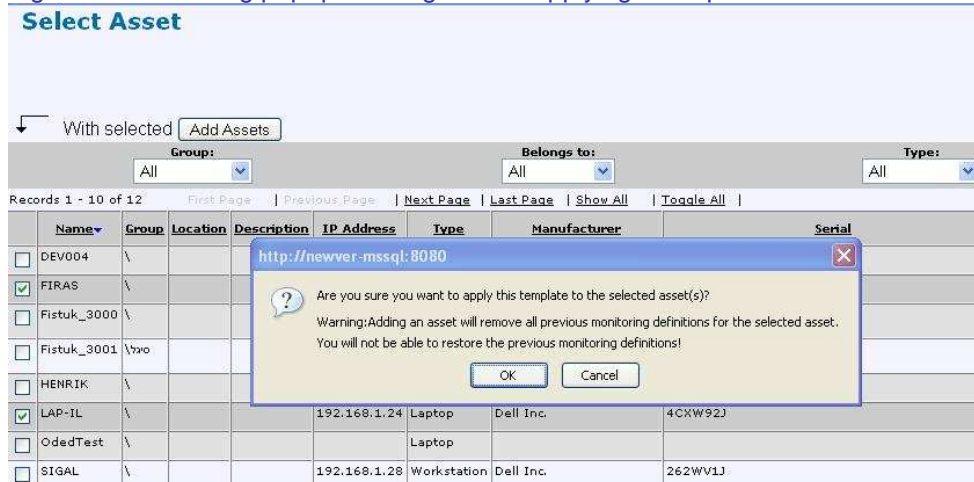 Select Asset
With selected Add Assets
Group: Belongs to: Type:
All All All
Records 1 - 10 of 12 First Page | Previous Page | Next Page | Last Page | Show All | Toggle All |
Name Group Location Description IP Address Type Manufacturer Serial
DEV004 \
http://newver-mssql:8080
FIRAS \
Are you sure you want to apply this template to the selected asset(s)?
Fistuk_3000 \
Warning:Adding an asset will remove all previous monitoring definitions for the selected asset.
You will not be able to restore the previous monitoring definitions!
Fistuk_3001
OK Cancel
HENRIK \
LAP-IL \ 192.168.1.24 Laptop Dell Inc. 4CXW92J
OdedTest \ Laptop
SIGAL \ 192.168.1.28 Workstation Dell Inc. 262WV1J